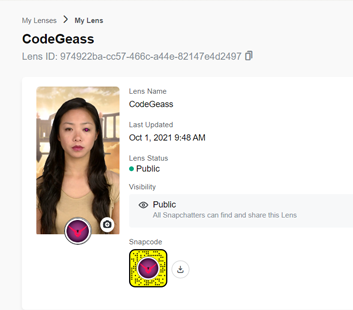 My Lenses > My Lens
CodeGeass
Lens ID: 974922ba-cc57-466c-a44e-82147e4d2497
Lens Name
CodeGeass
Last Updated
Oct 1, 2021 9:48 AM
Lens Status
Public
Visibility
Public
All Snapchatters can find and share this Lens
Snapcode